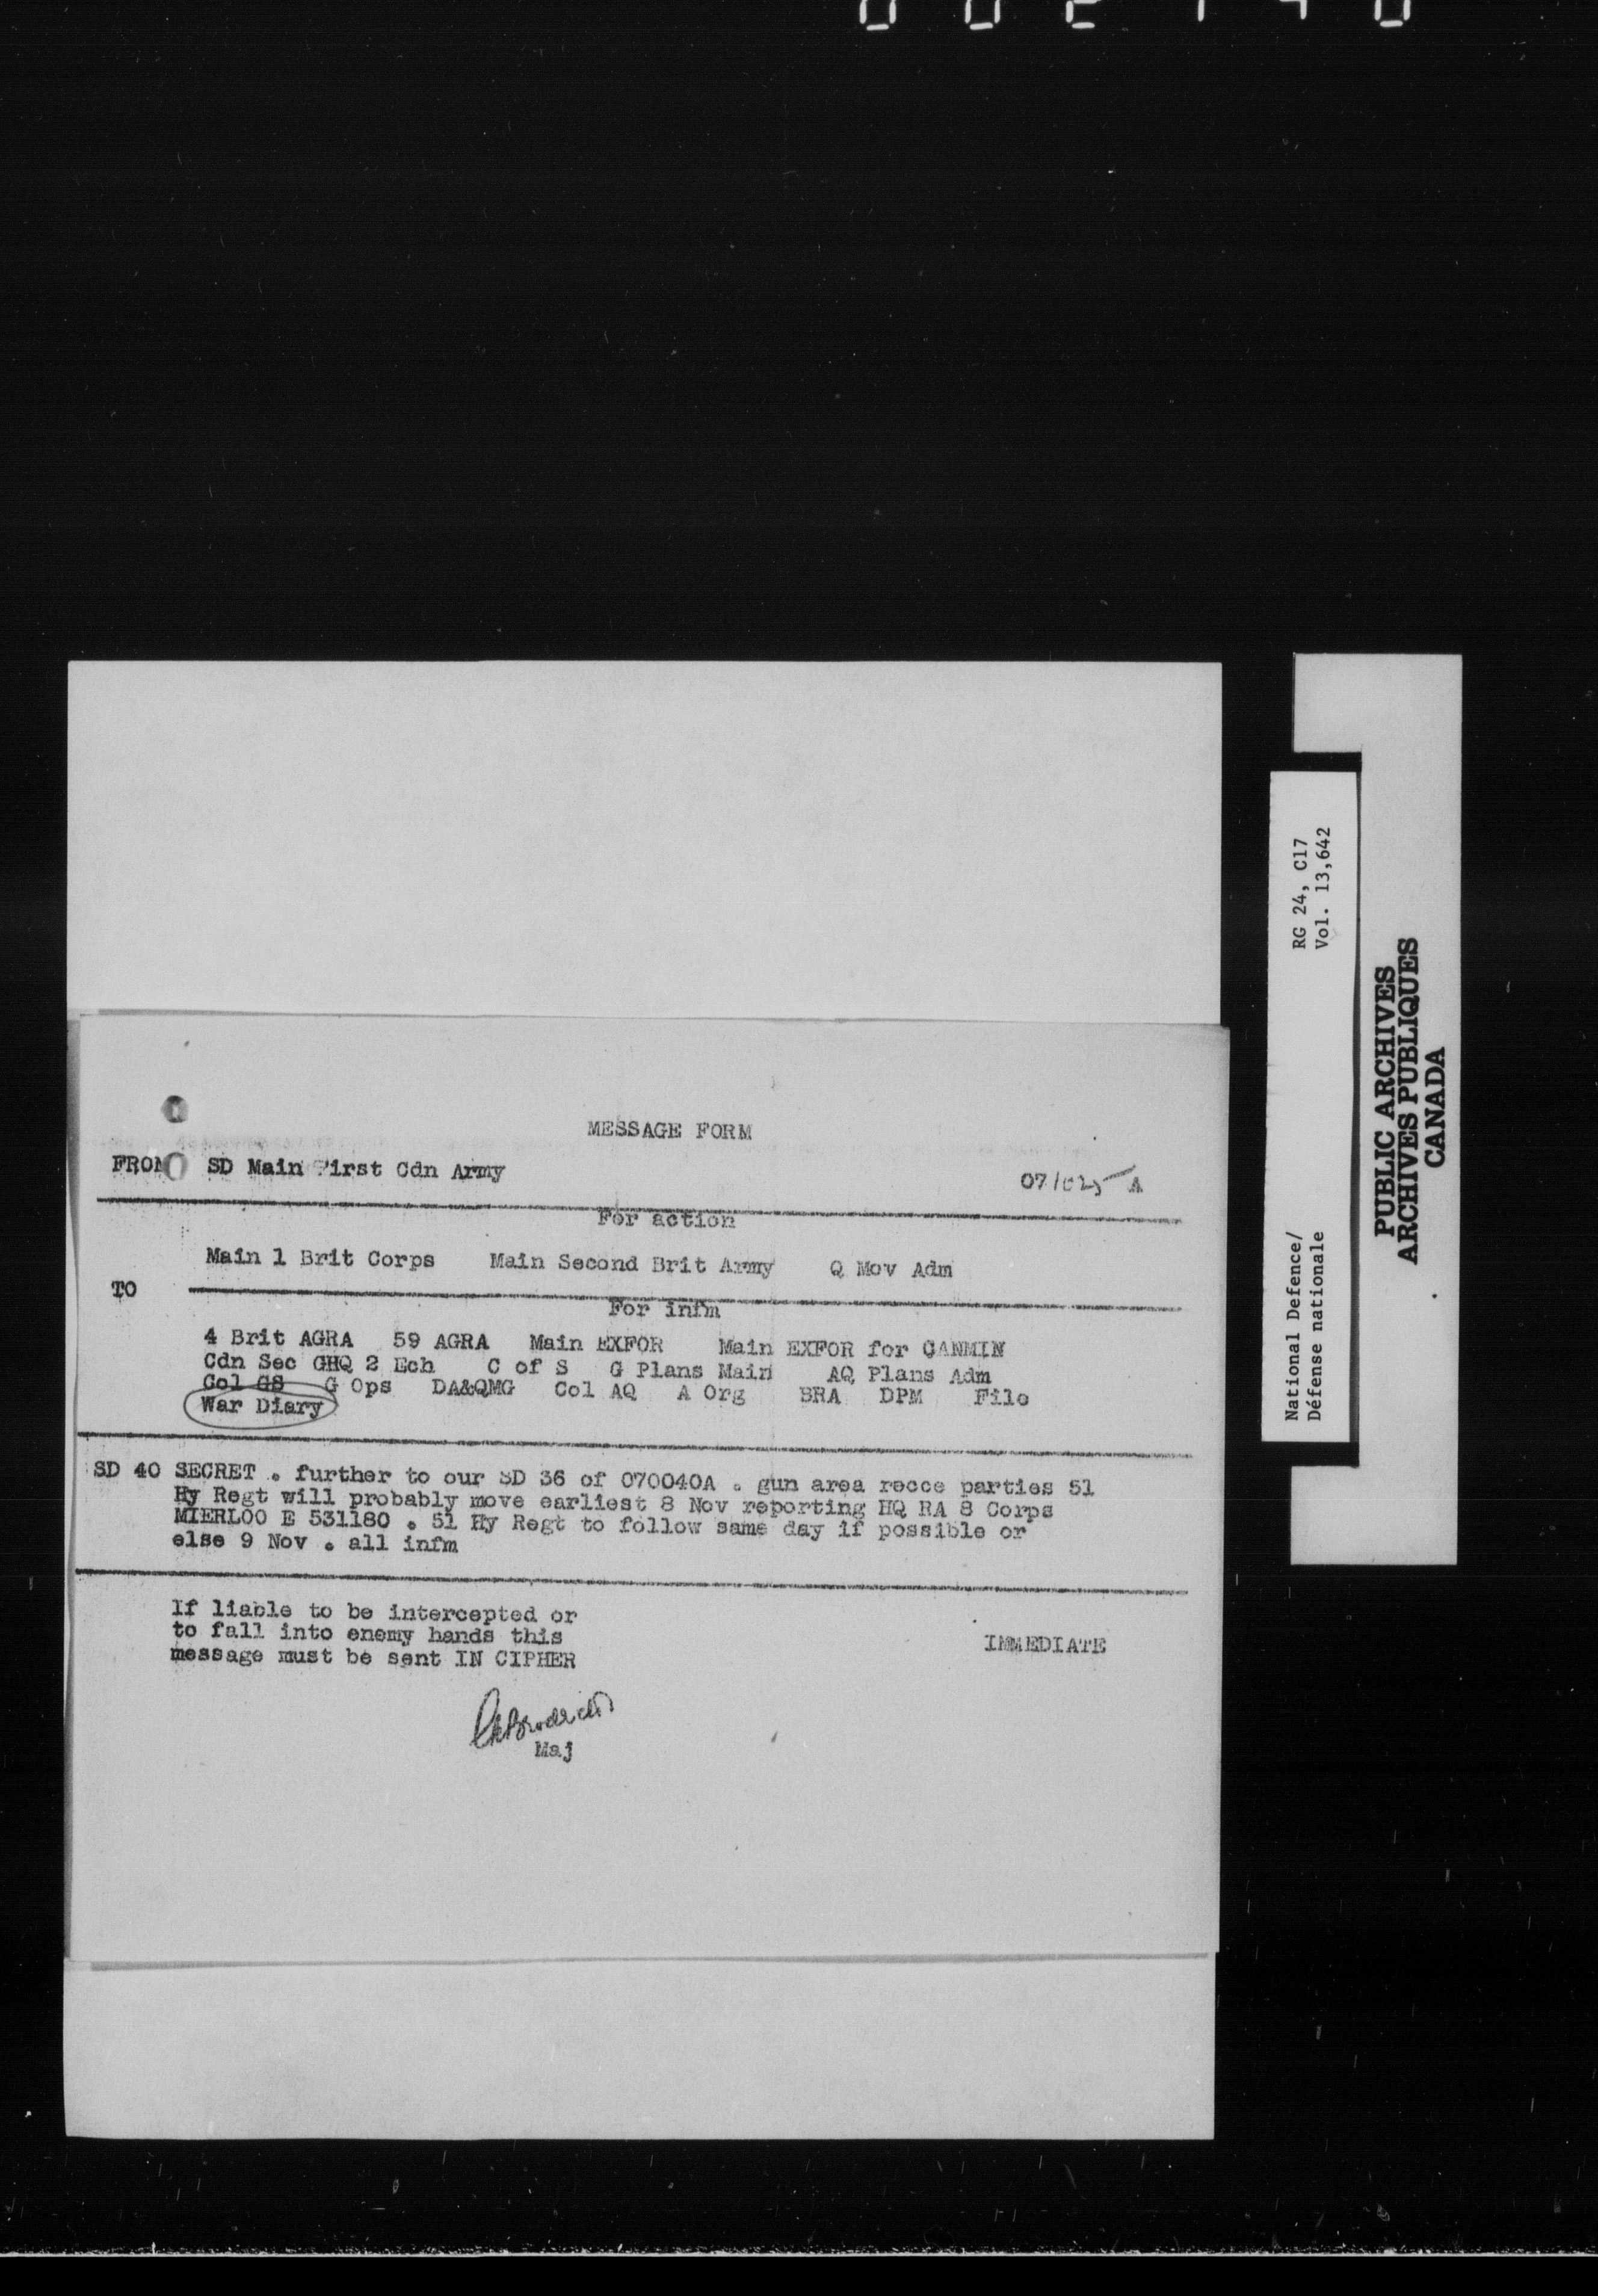 MESSAGE FORM
FROM SD Main First Cdn Army
071025 A
For action
Main 1 Brit Corps Main Second Brit Army Q Mov Adm
TO
For infm
4 Brit AGRA 59 AGRA Main EXFOR Main EXFOR for CANMIN
Cdn Sec GHQ 2 Ech C of S G Plans Main AQ Plans Adm
Col GS G Ops DA&QMG Col AQ A Org BRA DPM File
War Diary
SD 40 SECRET . further to our SD 36 of 070040A . gun area recce parties 51
Hy Regt will probably move earliest 8 Nov reporting HQ RA 8 Corps
MIERLOO E 531180 . 51 Hy Regt to follow same day if possible or
else 9 Nov . all infm
If liable to be intercepted or
to fall into enemy hands this
message must be sent IN CIPHER
IMMEDIATE
Maj
National Defence/
Défense nationale
RG 24, C17
Vol. 13,642
PUBLIC ARCHIVES
ARCHIVES PUBLIQUES
CANADA